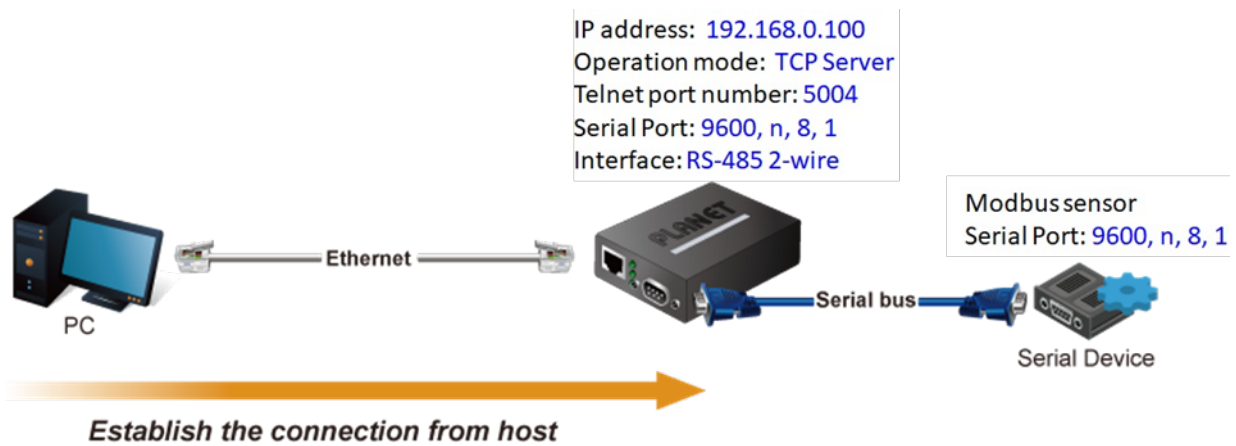 IP address: 192.168.0.100
Operation mode: TCP Server
Telnet port number: 5004
Serial Port: 9600, n, 8, 1
Interface: RS-485 2-wire
PLANET
Modbus sensor
Serial Port: 9600, n, 8, 1
Ethernet
Serial bus
PC
Serial Device
Establish the connection from host